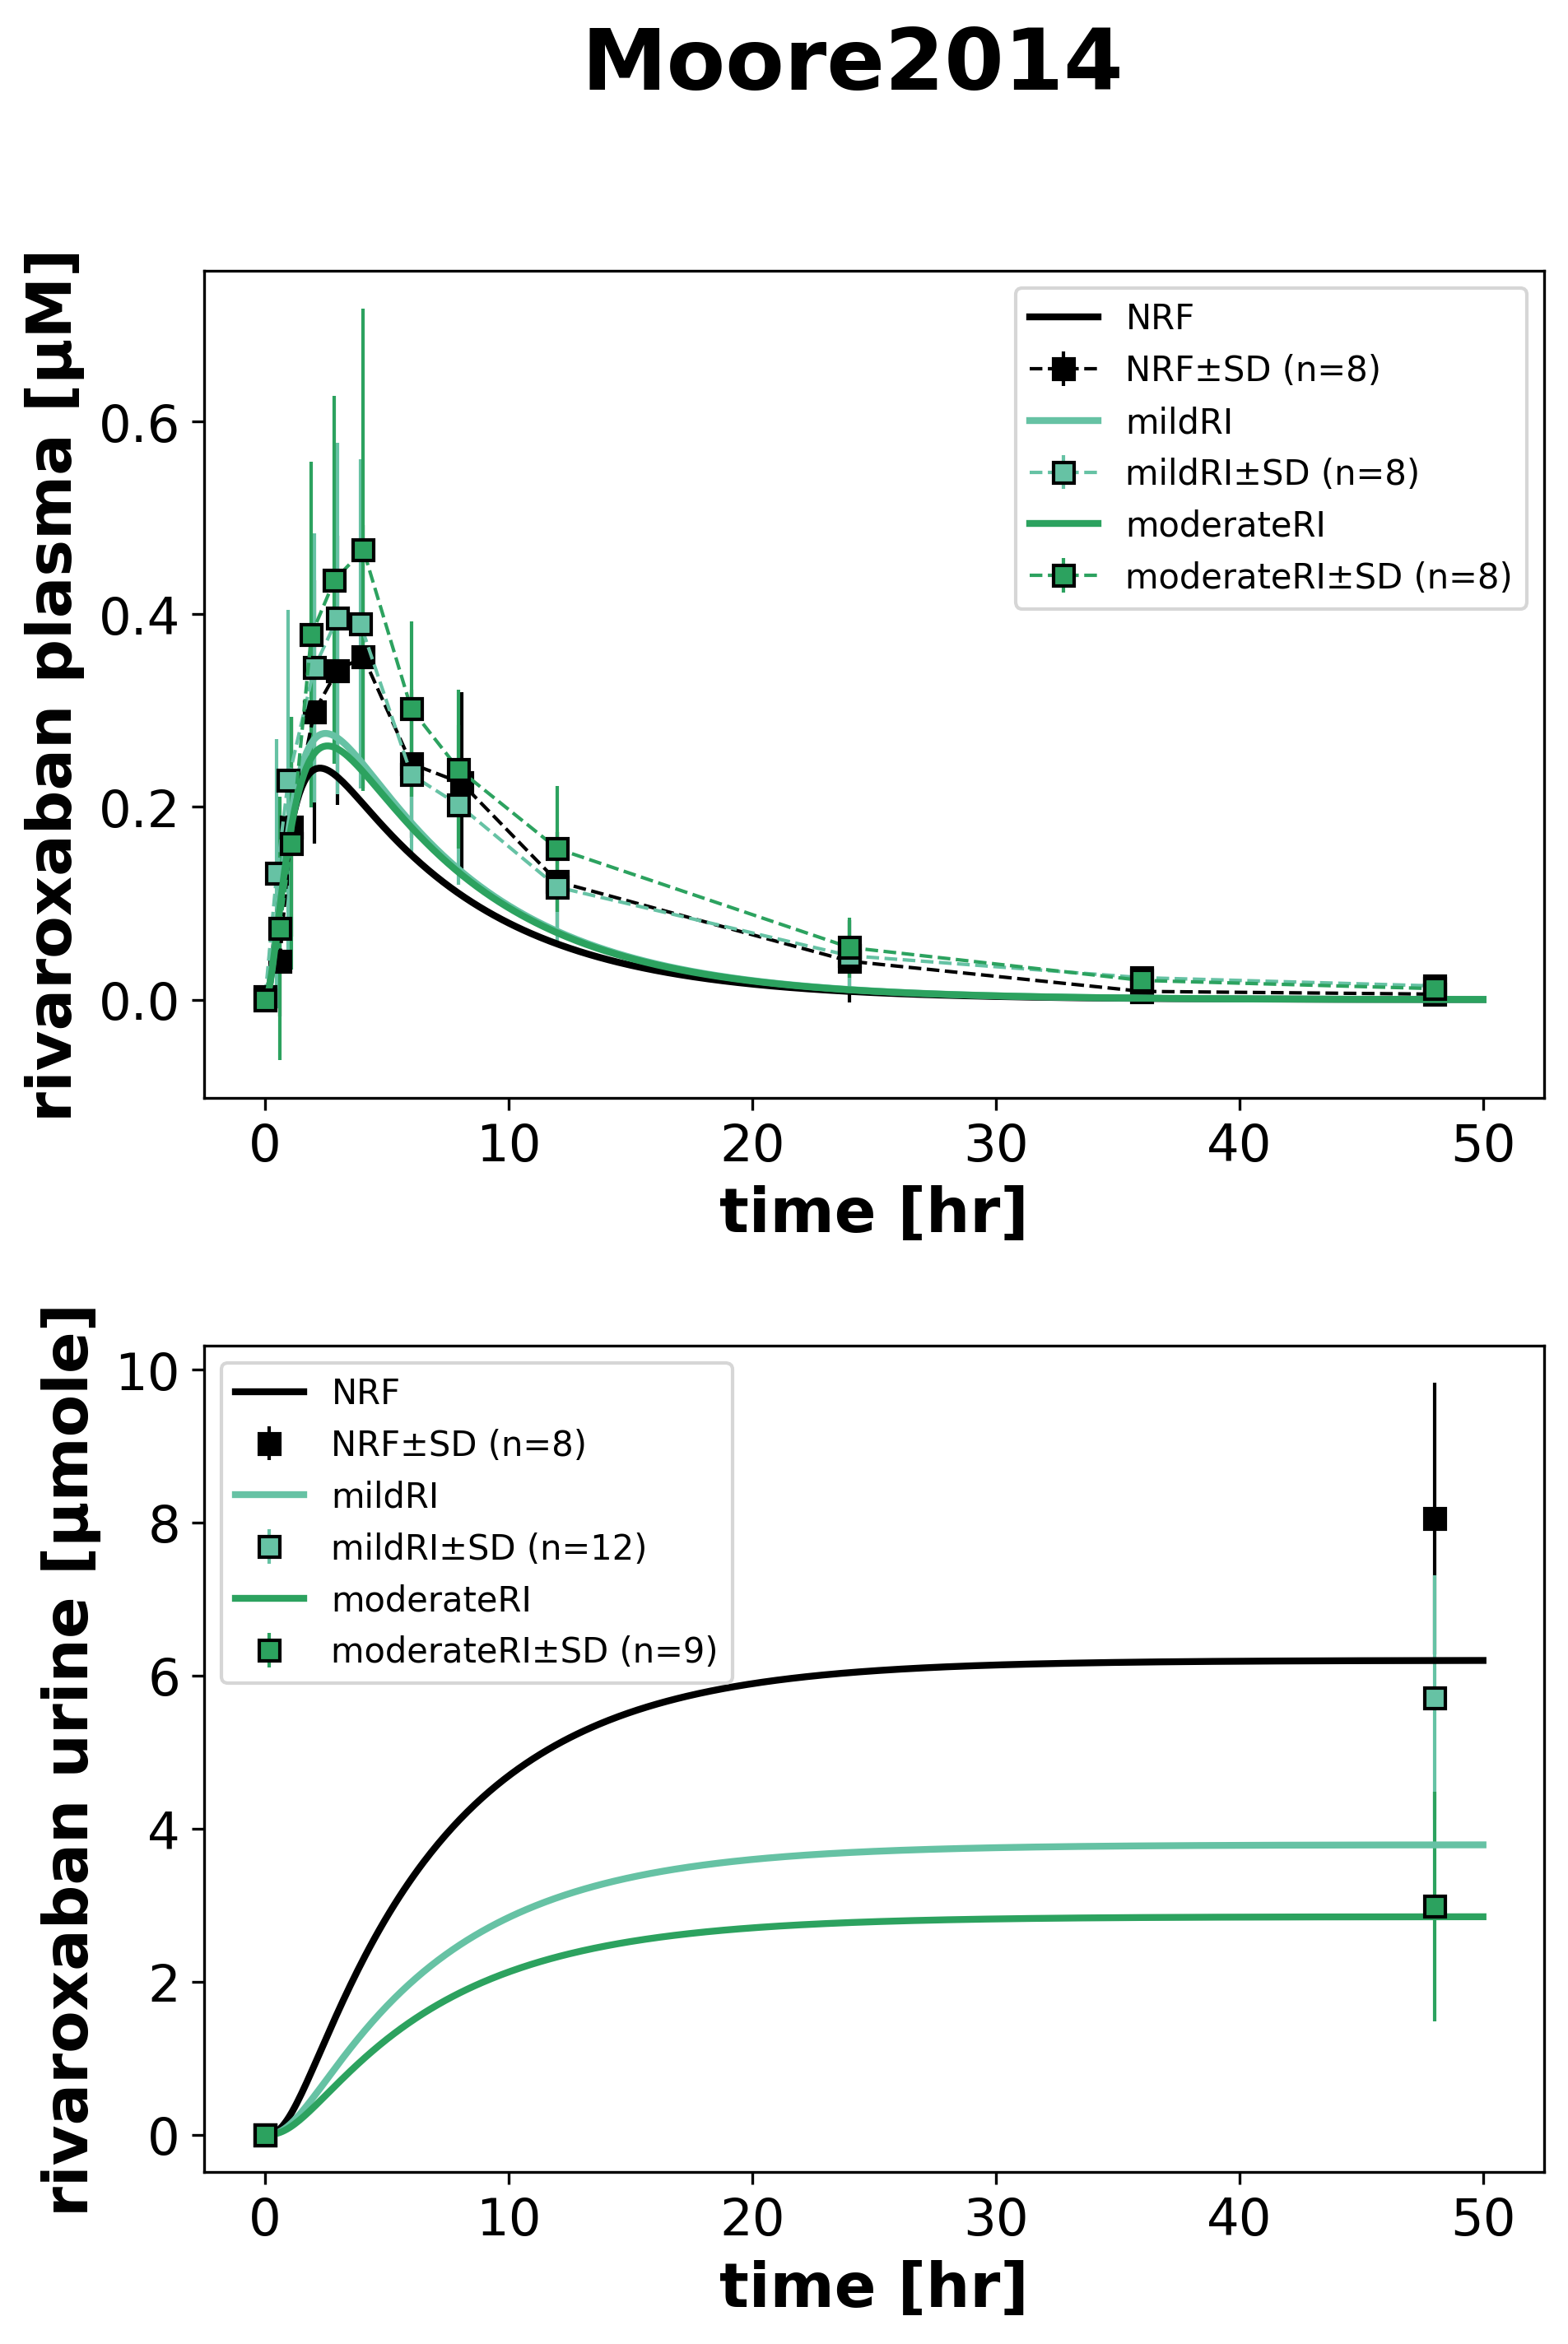 Moore2014
rivaroxaban plasma [µM]
0.6
0.4
0.2
0.0
NRF
NRF±SD (n=8)
mildRI
mildRI±SD (n=8)
moderateRI
moderateRI±SD (n=8)
0 10 20 30 40 50
time [hr]
rivaroxaban urine [µmole]
10
8
6
4
2
0
NRF
NRF±SD (n=8)
mildRI
mildRI±SD (n=12)
moderateRI
moderateRI±SD (n=9)
0 10 20 30 40 50
time [hr]